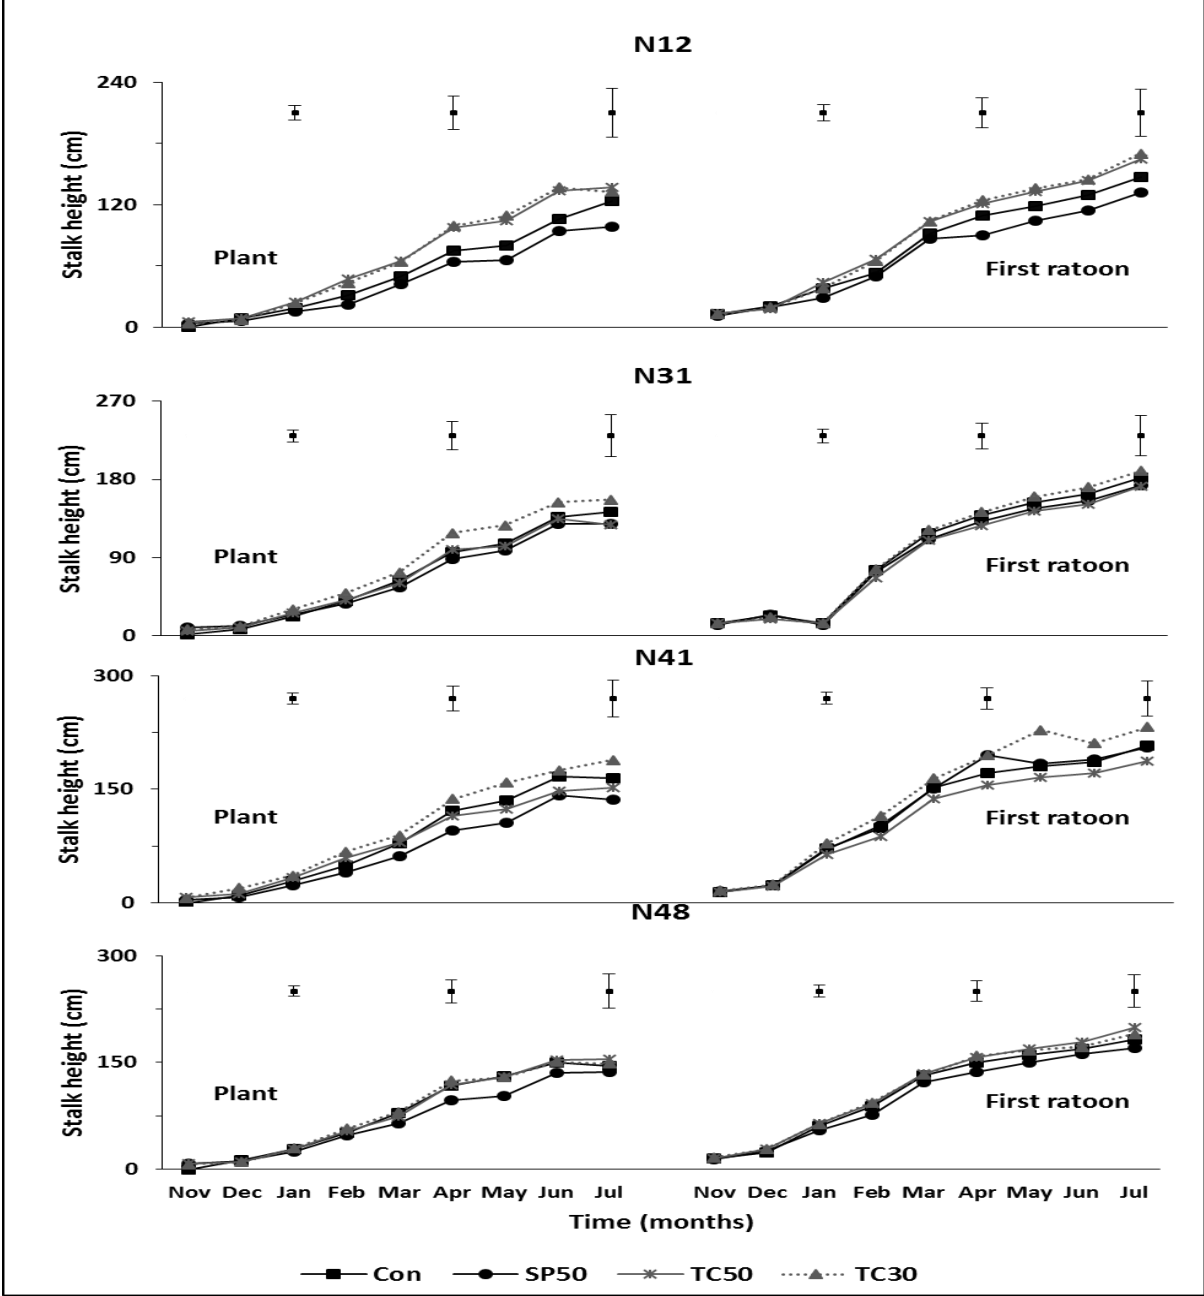 N12
Stalk height (cm)
240
120
0
Plant
First ratoon
N31
Stalk height (cm)
270
180
90
0
Plant
First ratoon
N41
Stalk height (cm)
300
150
0
Plant
First ratoon
N48
Stalk height (cm)
300
150
0
Plant
First ratoon
Nov Dec Jan Feb Mar Apr May Jun Jul Nov Dec Jan Feb Mar Apr May Jun Jul
Time (months)
Con SP50 TC50 TC30